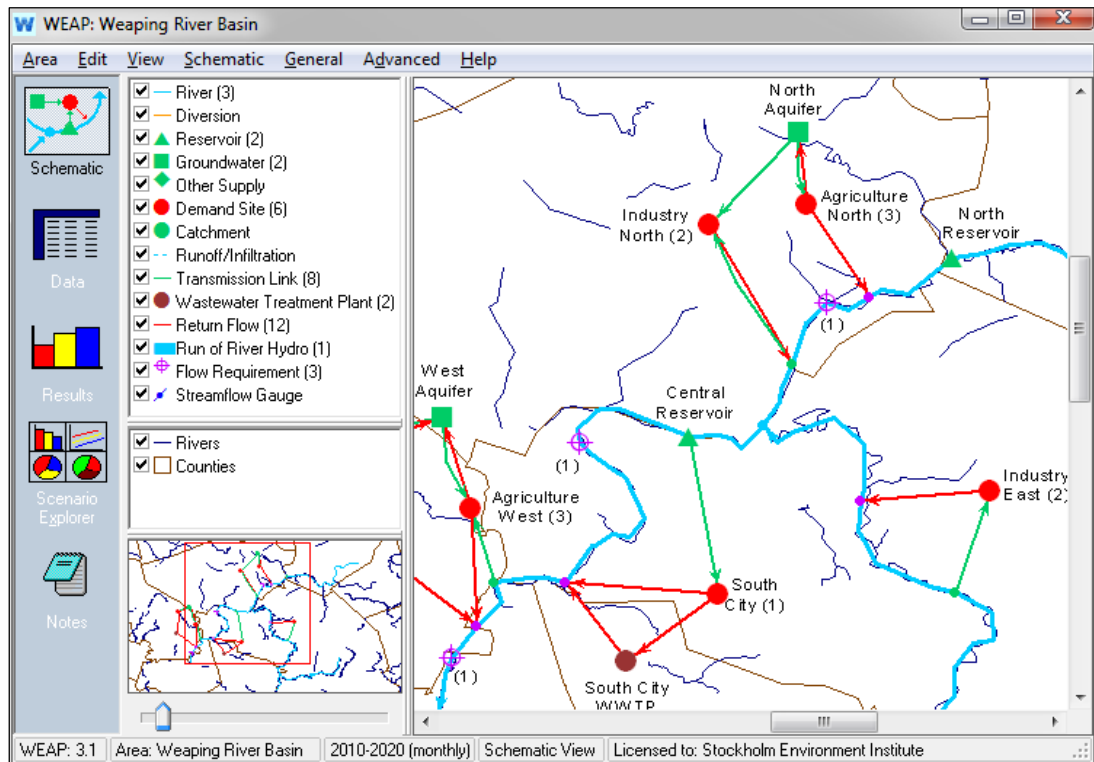 WEAP: Weaping River Basin
Area Edit View Schematic General Advanced Help
Schematic
Data
Results
Scenario
Explorer
Notes
River (3)
Diversion
Reservoir (2)
Groundwater (2)
Other Supply
Demand Site (6)
Catchment
Runoff/Infiltration
Transmission Link (8)
Wastewater Treatment Plant (2)
Return Flow (12)
Run of River Hydro (1)
Flow Requirement (3)
Streamflow Gauge
Rivers
Counties
North
Aquifer
Agriculture
North (3)
Industry
North (2)
North
Reservoir
(1)
West
Aquifer
Central
Reservoir
(1)
Industry
East (2)
Agriculture
West (3)
South
City (1)
(1)
South City
WWTP
WEAP: 3.1 Area: Weaping River Basin 2010-2020 (monthly) Schematic View Licensed to: Stockholm Environment Institute